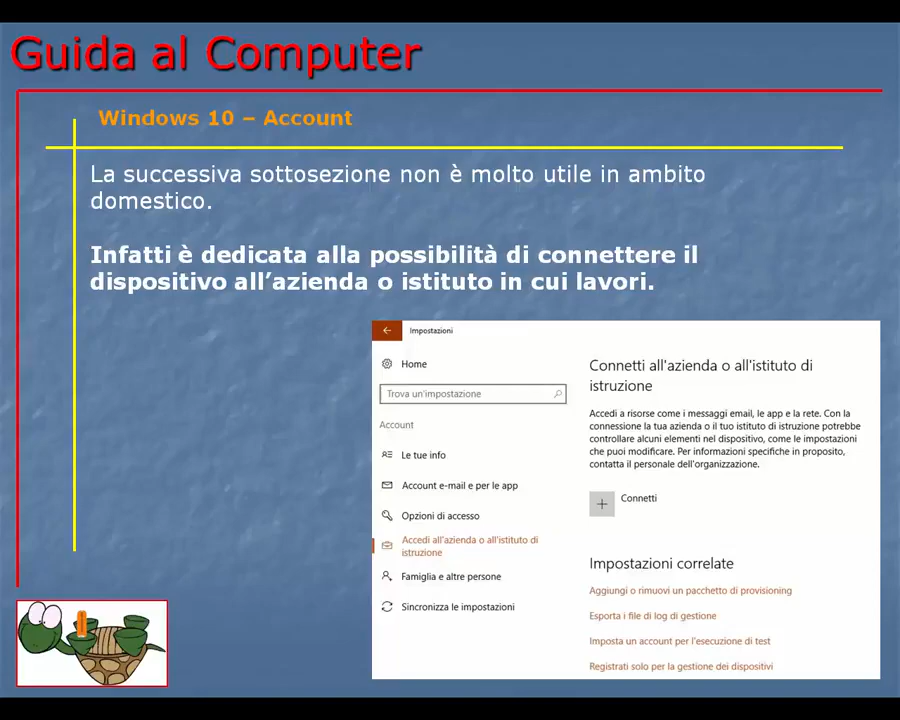 Guida al Computer
Windows 10 – Account
La successiva sottosezione non è molto utile in ambito
domestico.
Infatti è dedicata alla possibilità di connettere il
dispositivo all’azienda o istituto in cui lavori.
Impostazioni
Home
Trova un'impostazione
Account
Le tue info
Account e-mail e per le app
Opzioni di accesso
Accedi all'azienda o all'istituto di
istruzione
Famiglia e altre persone
Sincronizza le impostazioni
Connetti all'azienda o all'istituto di
istruzione
Accedi a risorse come i messaggi email, le app e la rete. Con la
connessione la tua azienda o il tuo istituto di istruzione potrebbe
controllare alcuni elementi nel dispositivo, come le impostazioni
che puoi modificare. Per informazioni specifiche in proposito,
contatta il personale dell'organizzazione.
Connetti
Impostazioni correlate
Aggiungi o rimuovi un pacchetto di provisioning
Esporta i file di log di gestione
Imposta un account per l'esecuzione di test
Registrati solo per la gestione dei dispositivi